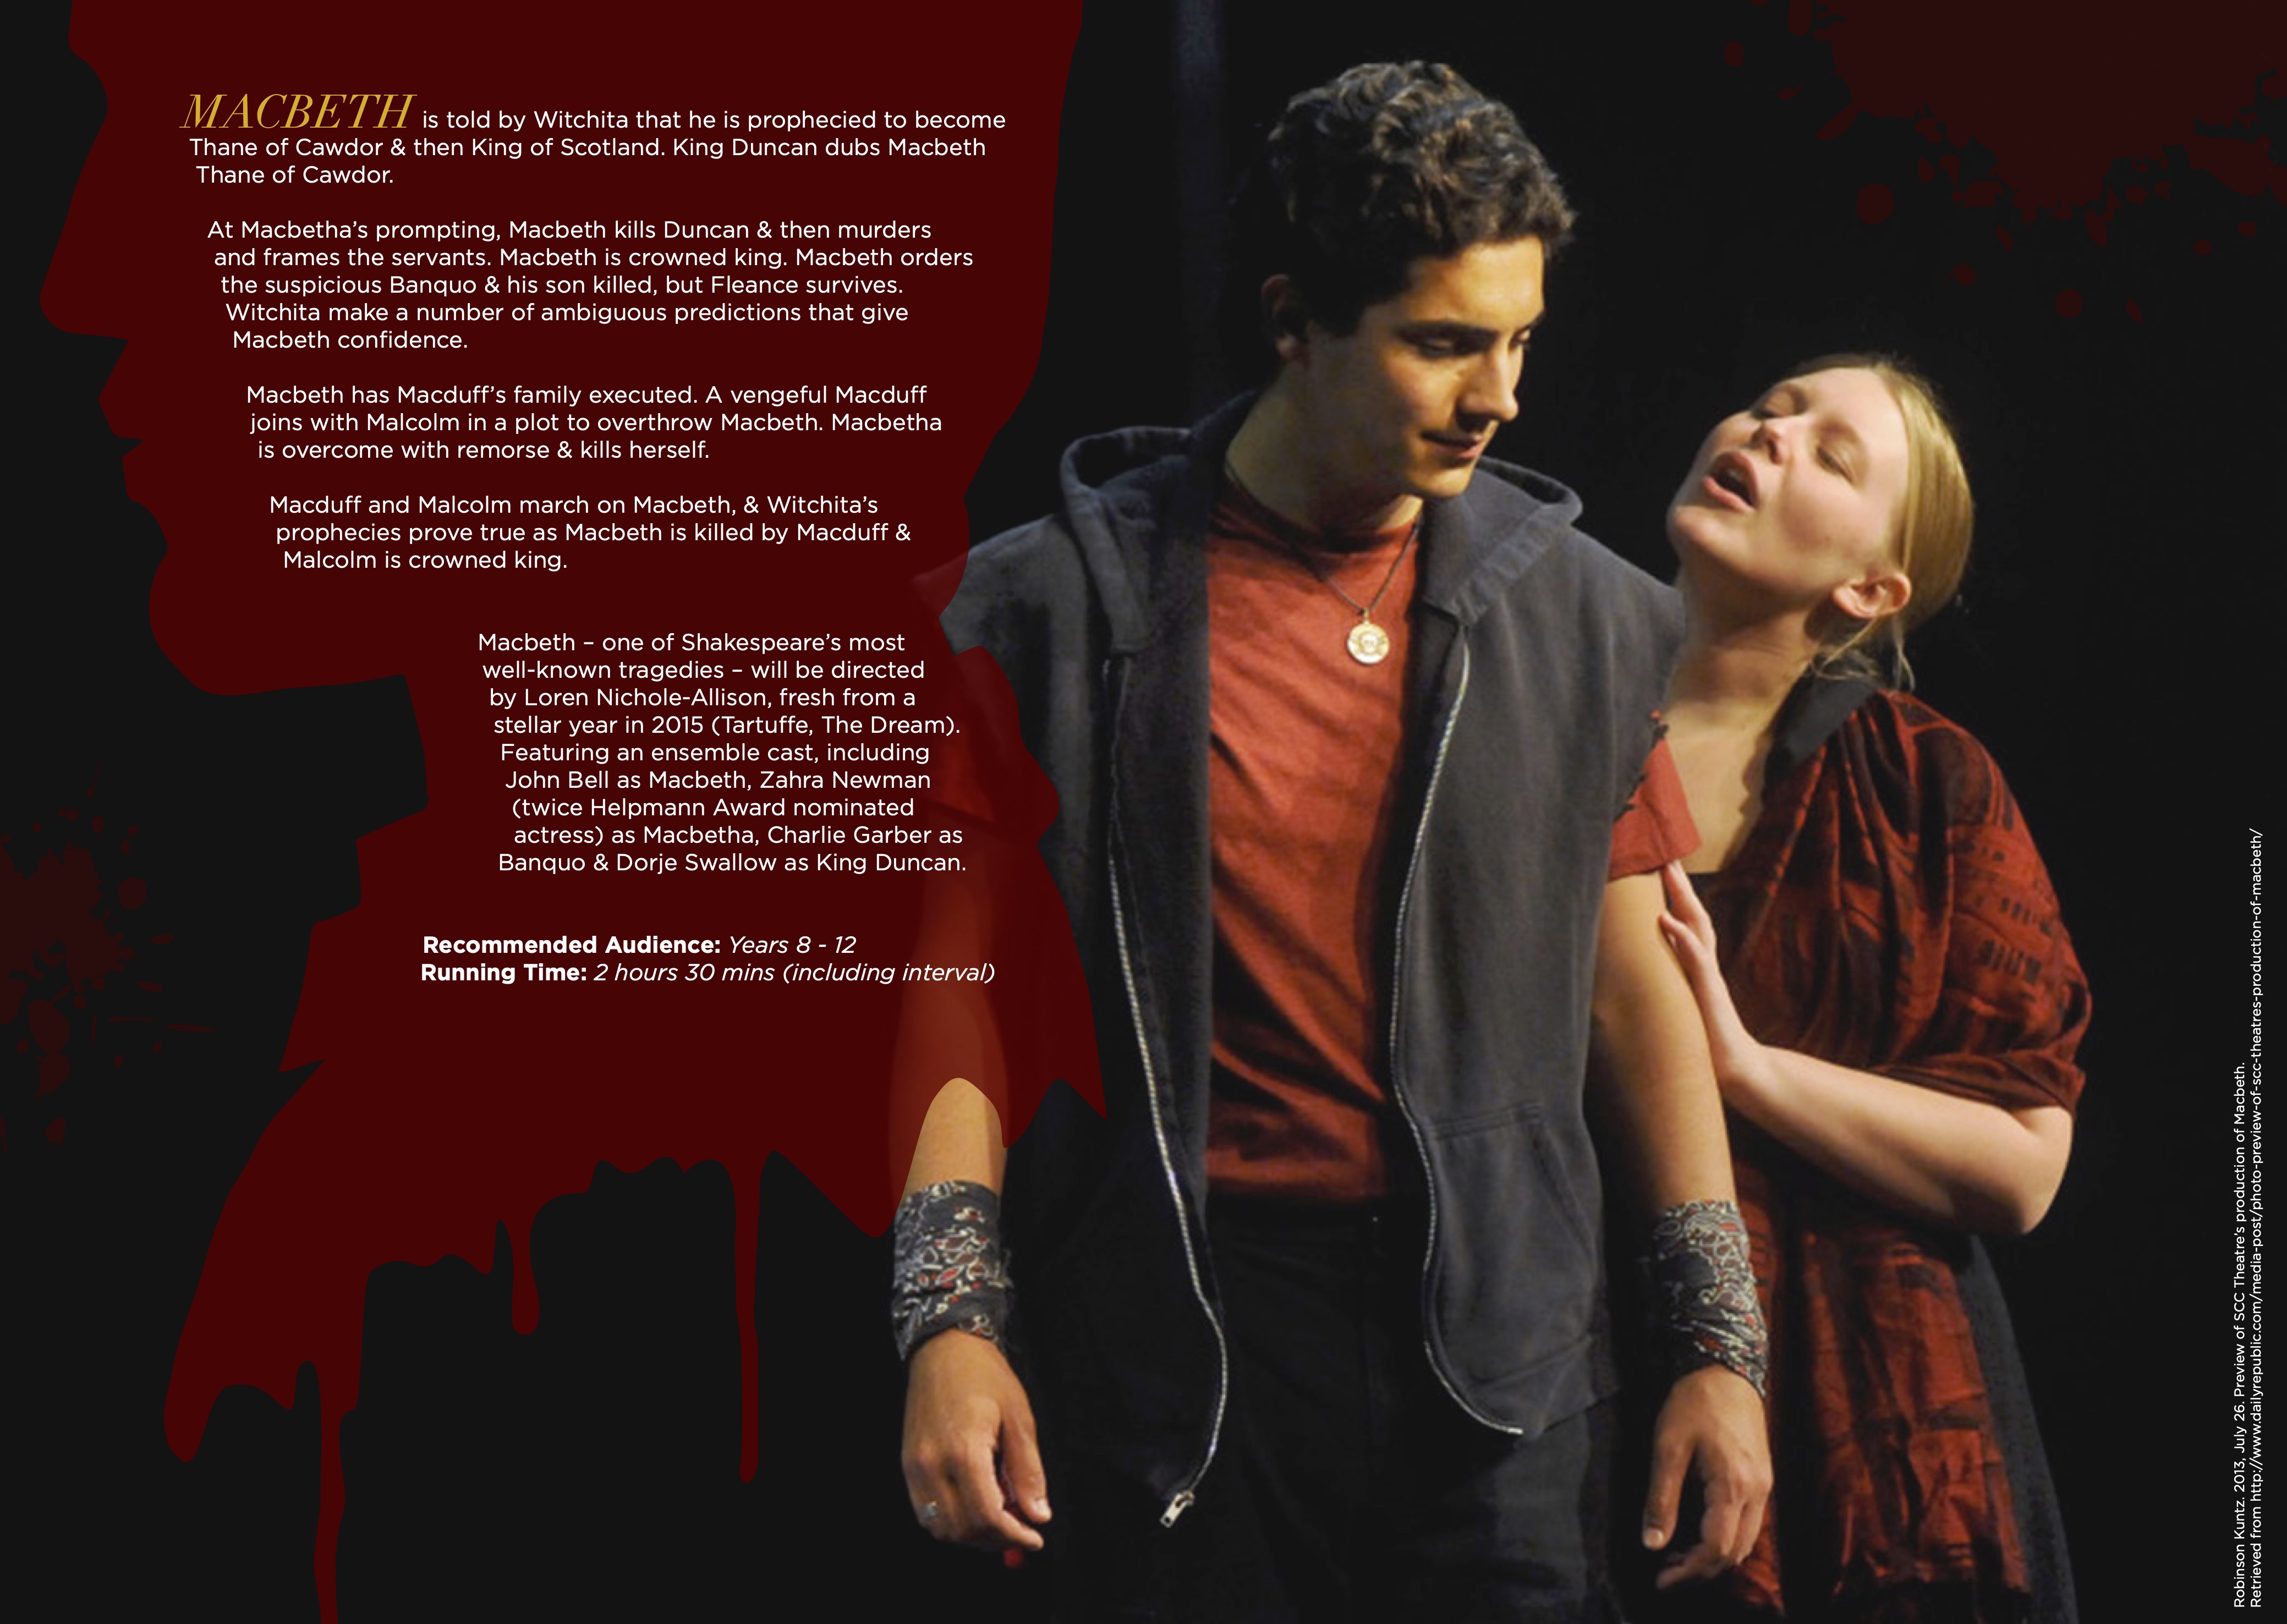 MACBETH is told by Witchita that he is prophecied to become
Thane of Cawdor & then King of Scotland. King Duncan dubs Macbeth
Thane of Cawdor.
At Macbetha’s prompting, Macbeth kills Duncan & then murders
and frames the servants. Macbeth is crowned king. Macbeth orders
the suspicious Banquo & his son killed, but Fleance survives.
Witchita make a number of ambiguous predictions that give
Macbeth confidence.
Macbeth has Macduff’s family executed. A vengeful Macduff
joins with Malcolm in a plot to overthrow Macbeth. Macbetha
is overcome with remorse & kills herself.
Macduff and Malcolm march on Macbeth, & Witchita’s
prophecies prove true as Macbeth is killed by Macduff &
Malcolm is crowned king.
Macbeth – one of Shakespeare’s most
well-known tragedies – will be directed
by Loren Nichole-Allison, fresh from a
stellar year in 2015 (Tartuffe, The Dream).
Featuring an ensemble cast, including
John Bell as Macbeth, Zahra Newman
(twice Helpmann Award nominated
actress) as Macbetha, Charlie Garber as
Banquo & Dorje Swallow as King Duncan.
Recommended Audience: Years 8 - 12
Running Time: 2 hours 30 mins (including interval)
Robinson Kuntz. 2013, July 26. Preview of SCC Theatre’s production of Macbeth.
Retrieved from http://www.dailyrepublic.com/media-post/photo-preview-of-scc-theatres-production-of-macbeth/